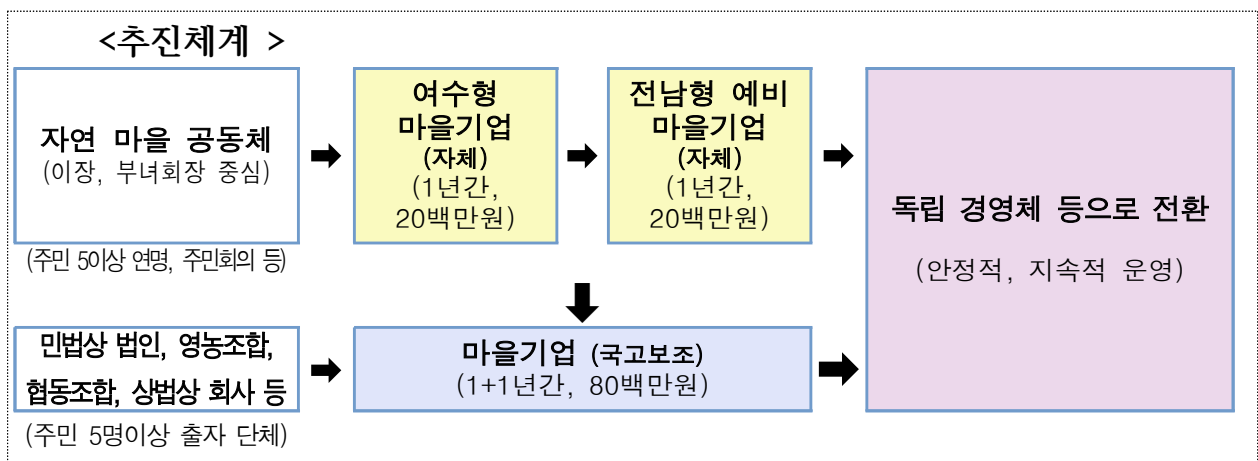 <추진체계 >
자연 마을 공동체
(이장, 부녀회장 중심)
(주민 5이상 연명, 주민회의 등)
여수형
마을기업
(자체)
(1년간,
20백만원)
전남형 예비
마을기업
(자체)
(1년간,
20백만원)
독립 경영체 등으로 전환
(안정적, 지속적 운영)
민법상 법인, 영농조합,
협동조합, 상법상 회사 등
(주민 5명이상 출자 단체)
마을기업 (국고보조)
(1+1년간, 80백만원)